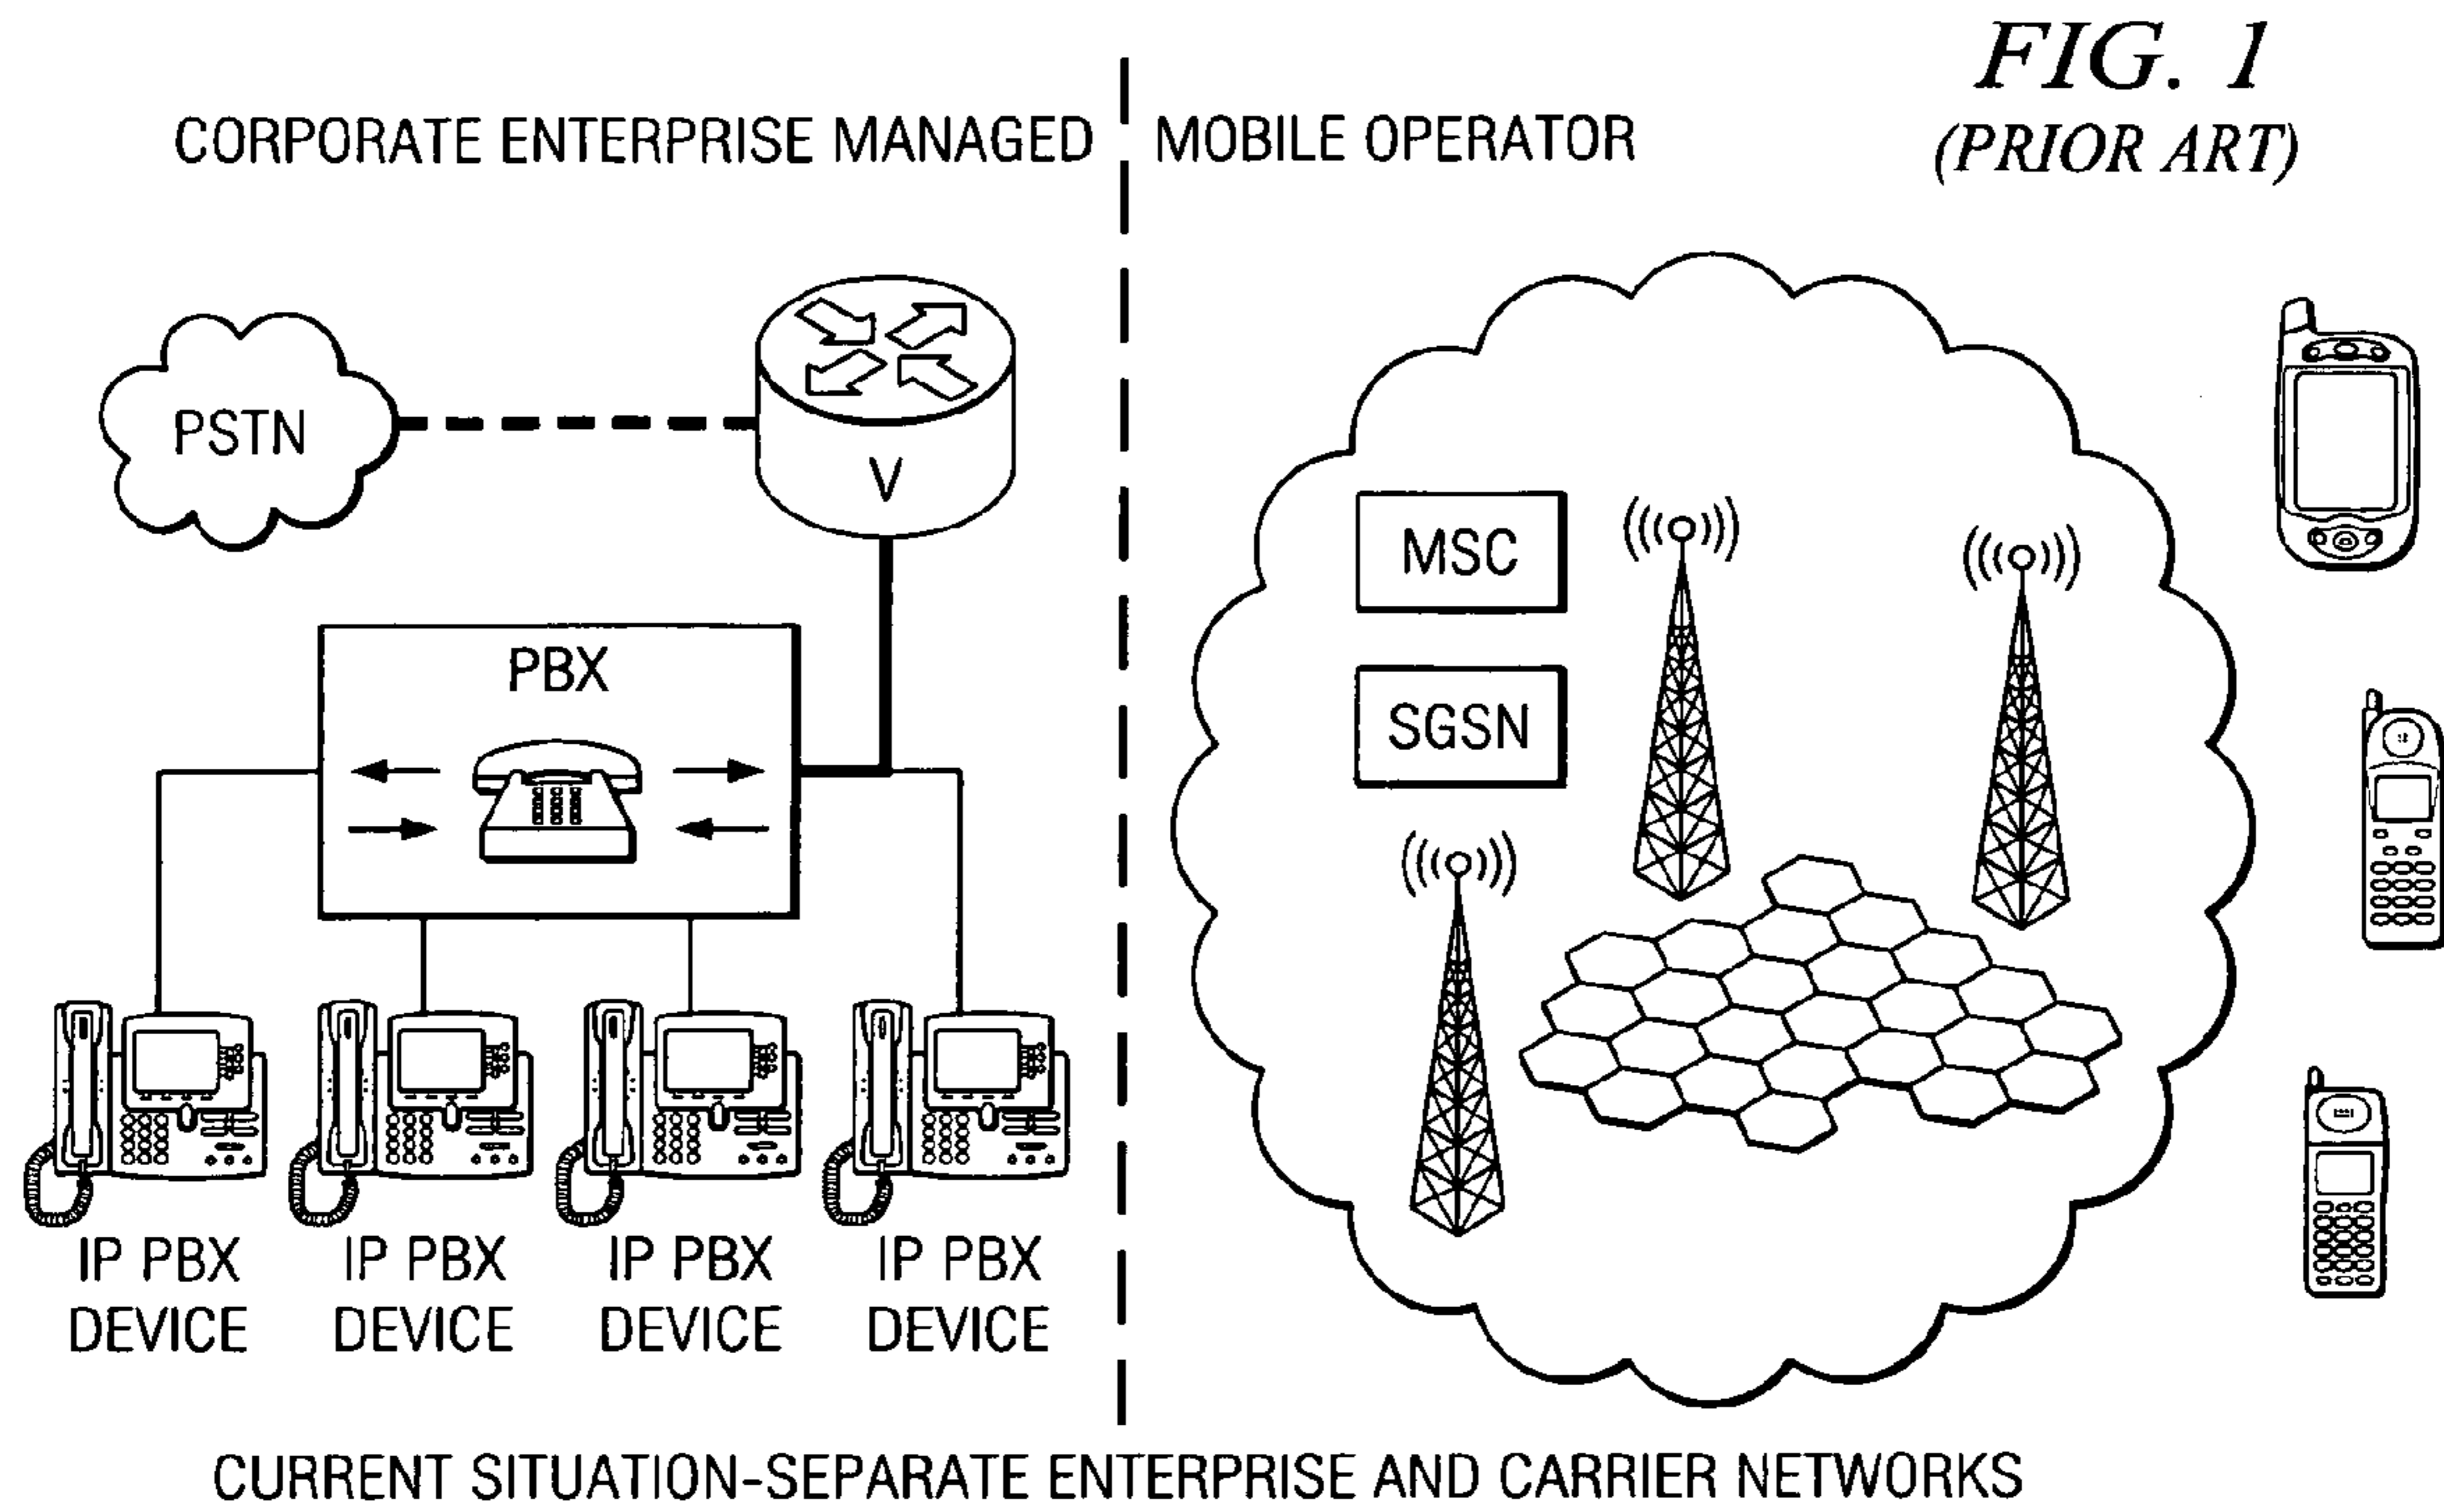 FIG. 1
(PRIOR ART)
CORPORATE ENTERPRISE MANAGED
MOBILE OPERATOR
PSTN
V
PBX
MSC
SGSN
IP PBX
DEVICE
IP PBX
DEVICE
IP PBX
DEVICE
IP PBX
DEVICE
CURRENT SITUATION-SEPARATE ENTERPRISE AND CARRIER NETWORKS